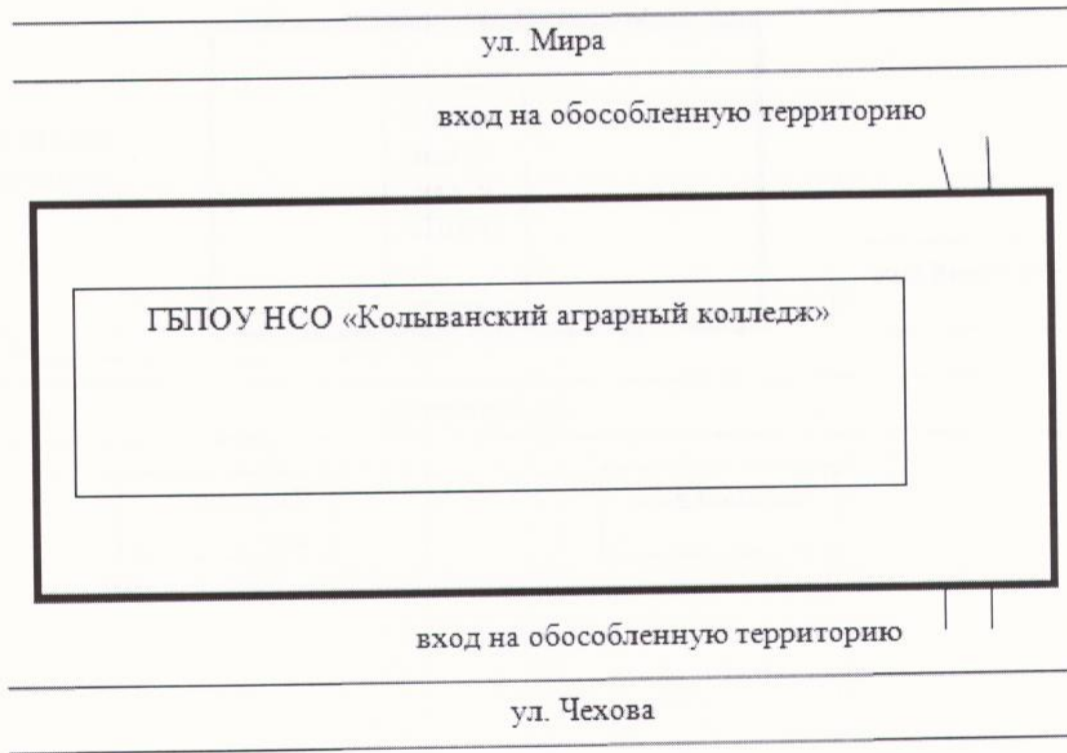 ул. Мира
вход на обособленную территорию
ГБПОУ НСО «Колыванский аграрный колледж»
вход на обособленную территорию
ул. Чехова